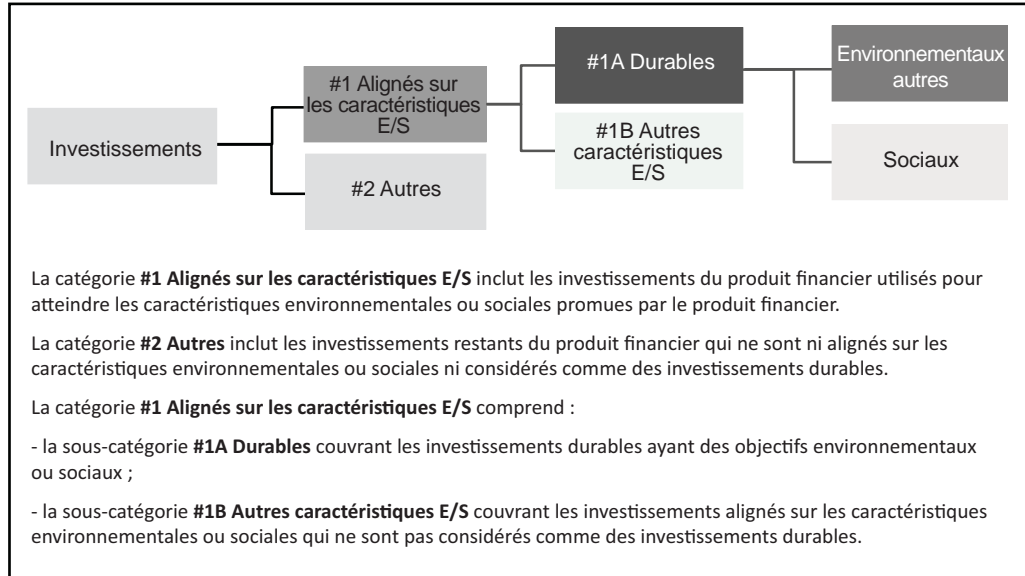 Investissements
#1 Alignés sur
les caractéristiques
E/S
#2 Autres
#1A Durables
#1B Autres
caractéristiques
E/S
Environnementaux
autres
Sociaux
La catégorie #1 Alignés sur les caractéristiques E/S inclut les investissements du produit financier utilisés pour
atteindre les caractéristiques environnementales ou sociales promues par le produit financier.
La catégorie #2 Autres inclut les investissements restants du produit financier qui ne sont ni alignés sur les
caractéristiques environnementales ou sociales ni considérés comme des investissements durables.
La catégorie #1 Alignés sur les caractéristiques E/S comprend :
- la sous-catégorie #1A Durables couvrant les investissements durables ayant des objectifs environnementaux
ou sociaux ;
- la sous-catégorie #1B Autres caractéristiques E/S couvrant les investissements alignés sur les caractéristiques
environnementales ou sociales qui ne sont pas considérés comme des investissements durables.